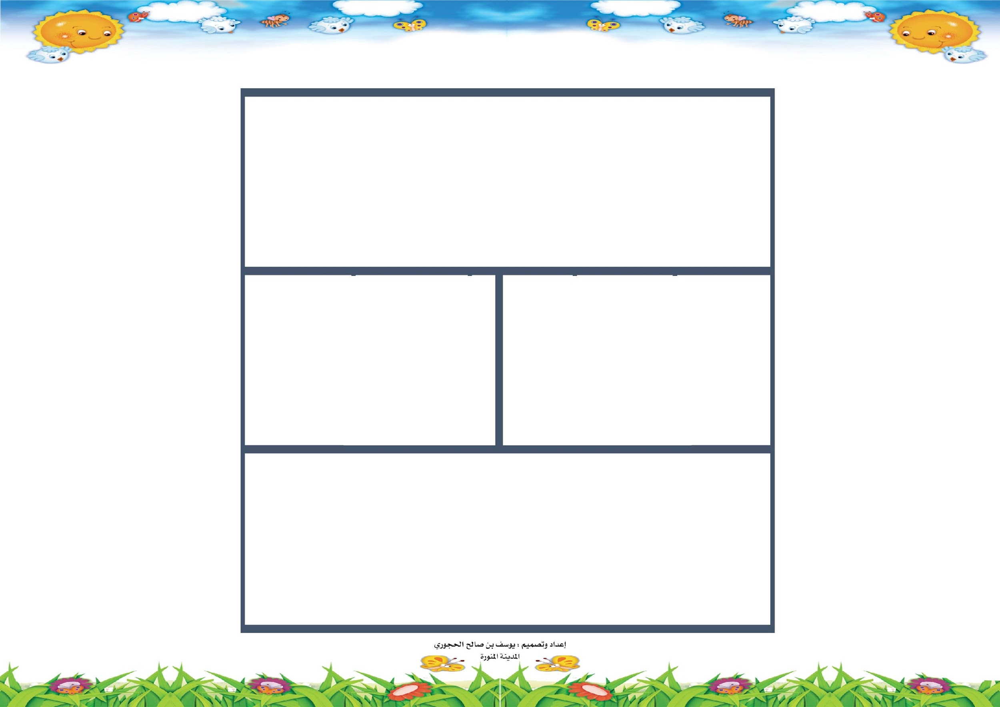 إعداد وتصميم : يوسف بن صالح الحجوري
المدينة المنورة